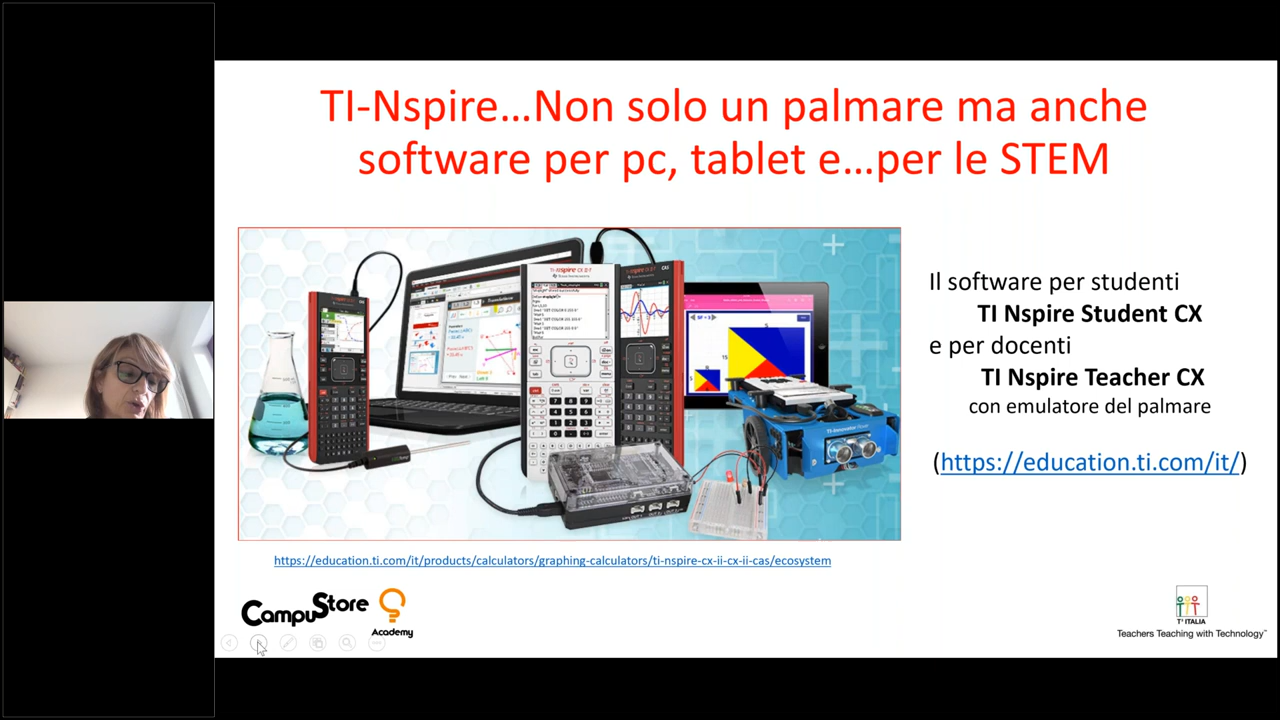 TI-Nspire...Non solo un palmare ma anche
software per pc, tablet e...per le STEM
Il software per studenti
TI Nspire Student CX
e per docenti
TI Nspire Teacher CX
con emulatore del palmare
(https://education.ti.com/it/)
https://education.ti.com/it/products/calculators/graphing-calculators/ti-nspire-cx-ii-cx-ii-cas/ecosystem
CampuStore
Academy
T³ ITALIA
Teachers Teaching with Technology™